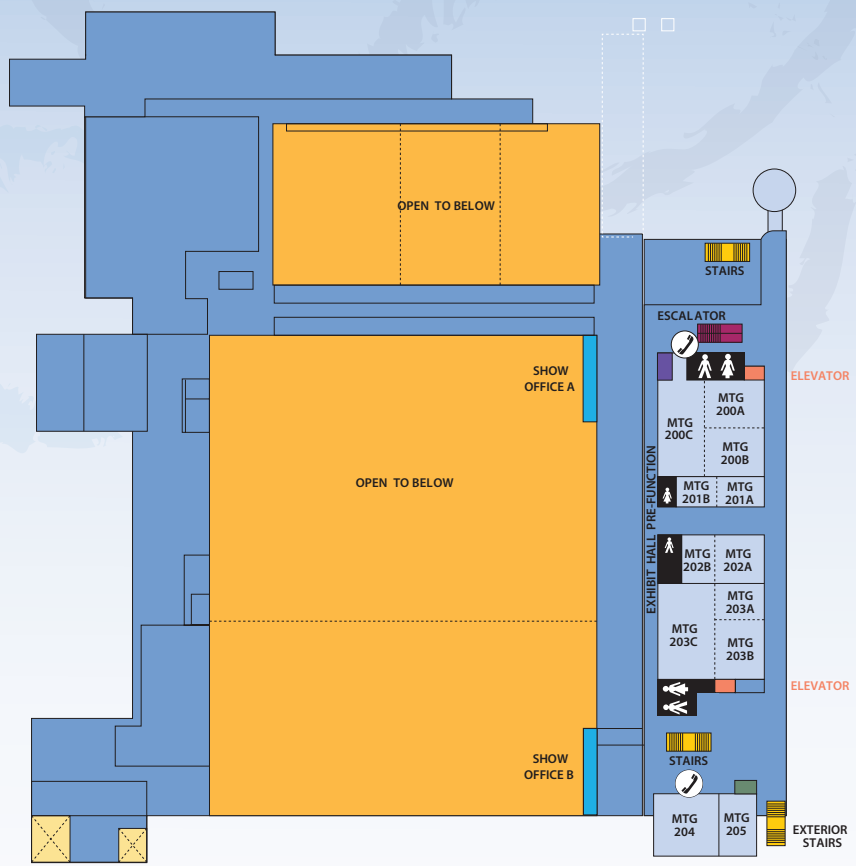 OPEN TO BELOW
STAIRS
ESCALATOR
SHOW
OFFICE A
ELEVATOR
MTG
200A
MTG
200C
MTG
200B
OPEN TO BELOW
MTG
201B
MTG
201A
EXHIBIT HALL PRE-FUNCTION
MTG
202B
MTG
202A
MTG
203A
MTG
203C
MTG
203B
ELEVATOR
SHOW
OFFICE B
STAIRS
MTG
204
MTG
205
EXTERIOR
STAIRS